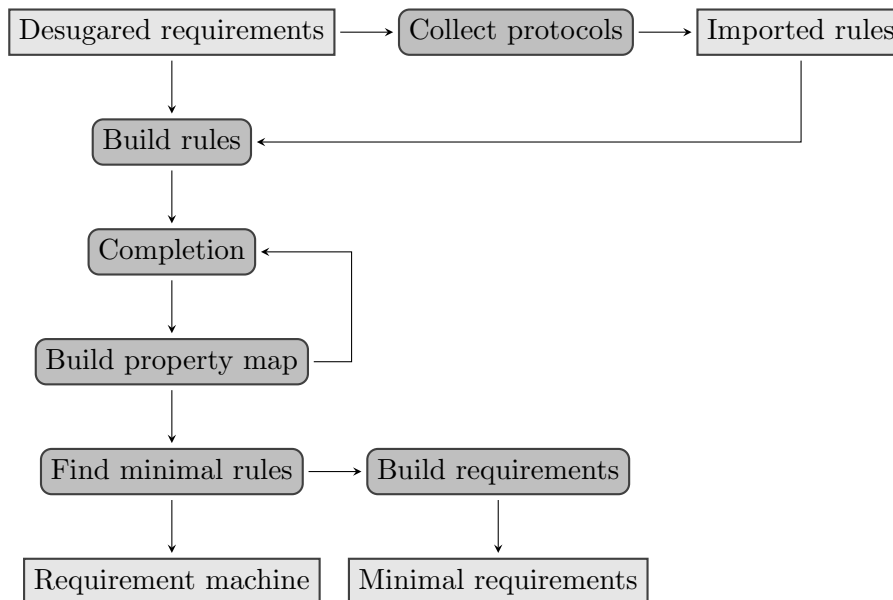 Desugared requirements
Collect protocols
Imported rules
Build rules
Completion
Build property map
Find minimal rules
Build requirements
Requirement machine
Minimal requirements